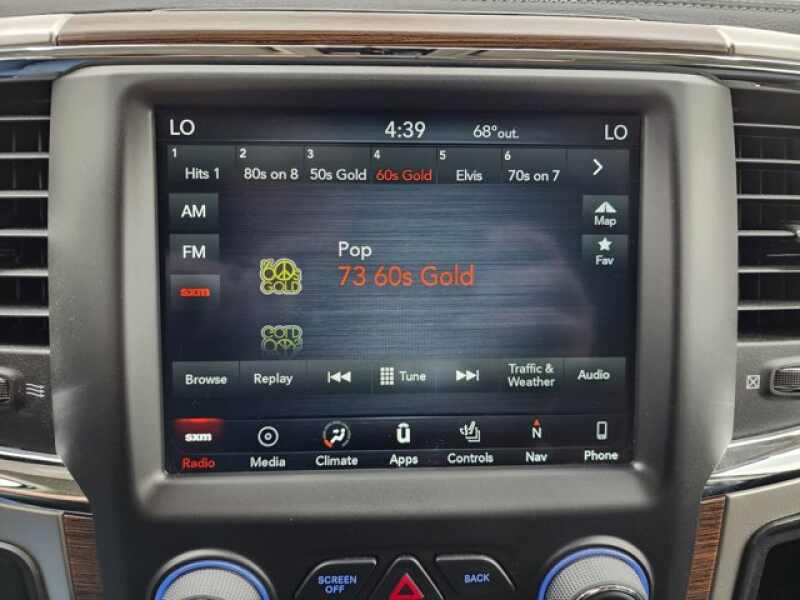 LO 4:39 68° out. LO
1 2 3 4 5 6
Hits 1 80s on 8 50s Gold 60s Gold Elvis 70s on 7
AM
Map
FM
Fav
sxm
Pop
73 60s Gold
60s
GOLD
Browse Replay Tune Traffic & Weather Audio
sxm N
Radio Media Climate Apps Controls Nav Phone
SCREEN
OFF
BACK